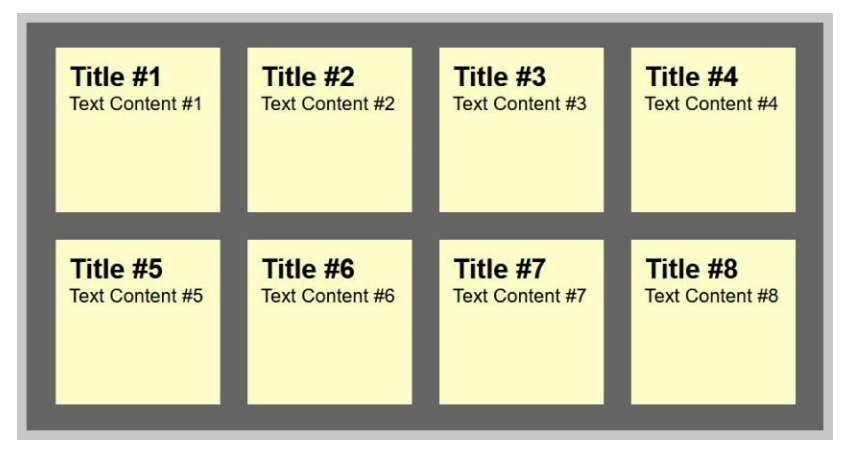 Title #1
Text Content #1
Title #2
Text Content #2
Title #3
Text Content #3
Title #4
Text Content #4
Title #5
Text Content #5
Title #6
Text Content #6
Title #7
Text Content #7
Title #8
Text Content #8